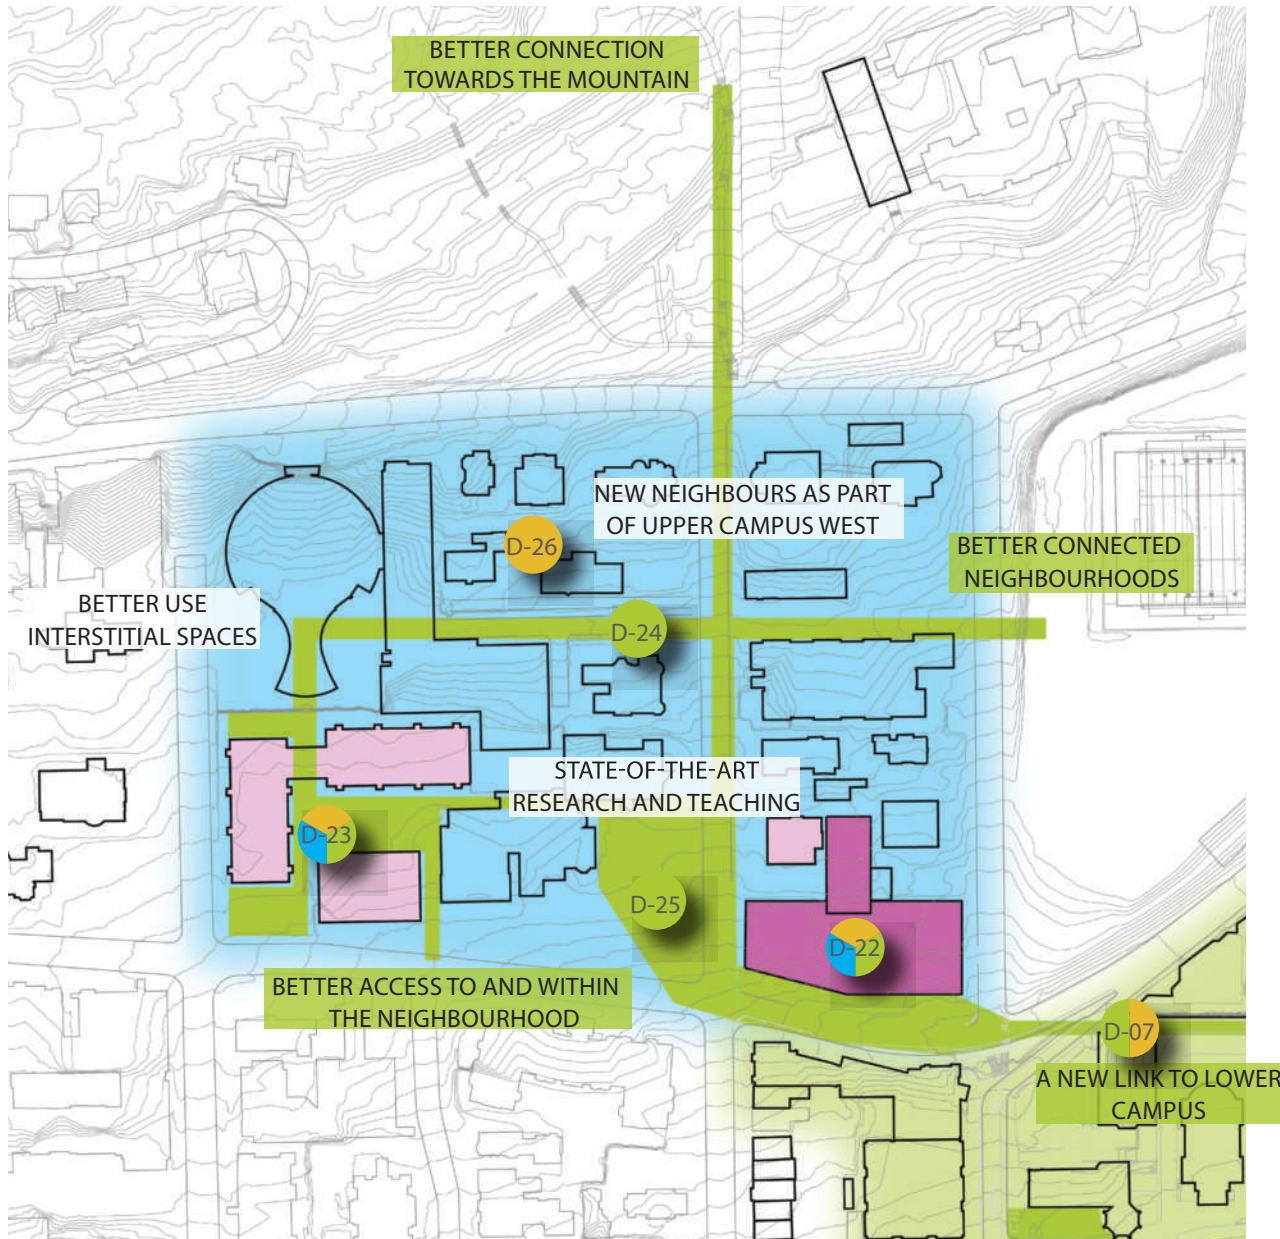 BETTER CONNECTION
TOWARDS THE MOUNTAIN
NEW NEIGHBOURS AS PART
OF UPPER CAMPUS WEST
D-26
BETTER CONNECTED
NEIGHBOURHOODS
BETTER USE
INTERSTITIAL SPACES
D-24
STATE-OF-THE-ART
RESEARCH AND TEACHING
D-23
D-25
D-22
BETTER ACCESS TO AND WITHIN
THE NEIGHBOURHOOD
D-07
A NEW LINK TO LOWER
CAMPUS